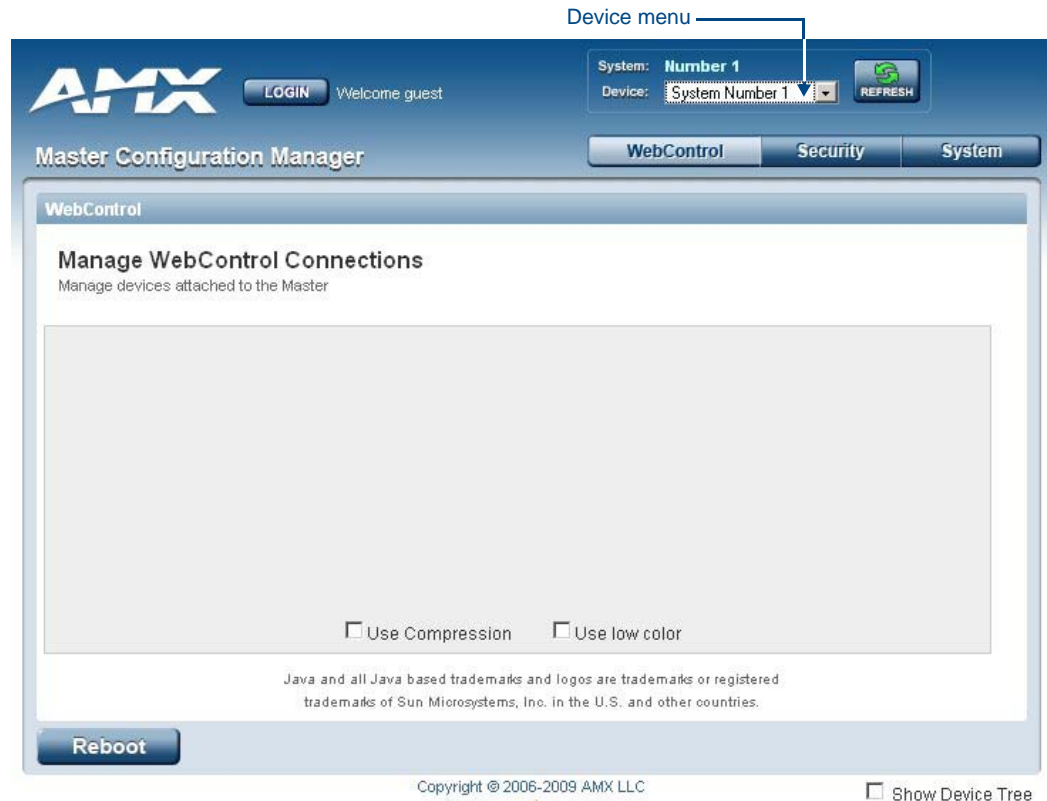 Device menu
AMX
LOGIN Welcome guest
System: Number 1
Device: System Number 1
REFRESH
Master Configuration Manager
WebControl Security System
WebControl
Manage WebControl Connections
Manage devices attached to the Master
Use Compression Use low color
Java and all Java based trademarks and logos are trademarks or registered
trademarks of Sun Microsystems, Inc. in the U.S. and other countries.
Reboot
Copyright © 2006-2009 AMX LLC
Show Device Tree